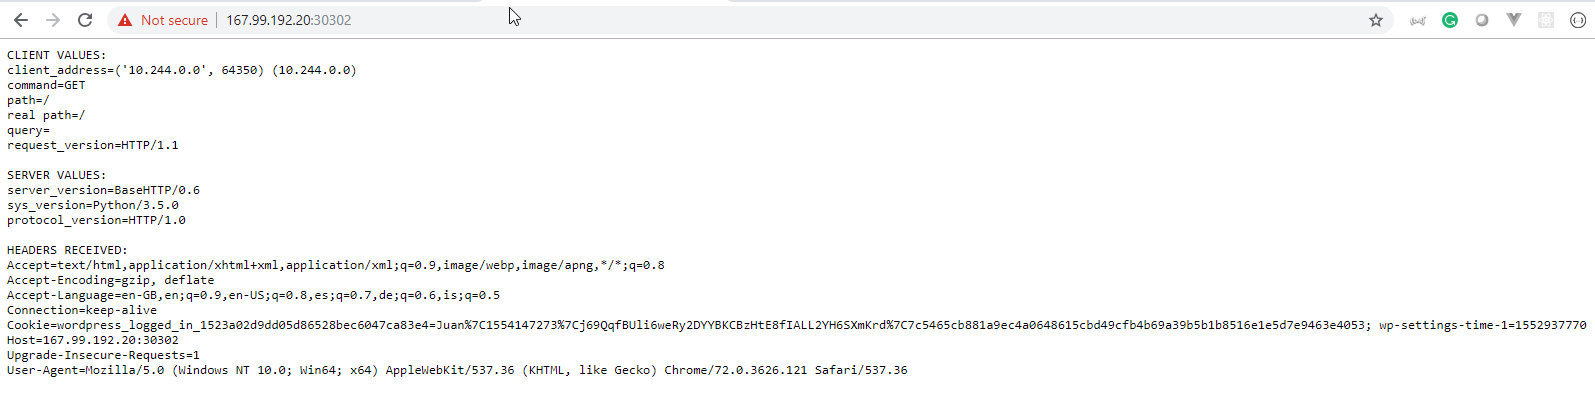 Not secure | 167.99.192.20:30302
CLIENT VALUES:
client_address=('10.244.0.0', 64350) (10.244.0.0)
command=GET
path=/
real path=/
query=
request_version=HTTP/1.1
SERVER VALUES:
server_version=BaseHTTP/0.6
sys_version=Python/3.5.0
protocol_version=HTTP/1.0
HEADERS RECEIVED:
Accept=text/html,application/xhtml+xml,application/xml;q=0.9,image/webp,image/apng,*/*;q=0.8
Accept-Encoding=gzip, deflate
Accept-Language=en-GB,en;q=0.9,en-US;q=0.8,es;q=0.7,de;q=0.6,is;q=0.5
Connection=keep-alive
Cookie=wordpress_logged_in_1523a02d9dd05d86528bec6047ca83e4=Juan%7C1554147273%7Cj69QqfBUli6weRy2DYYBKCBzHtE8fIALL2YH6SXmKrd%7C7c5465cb881a9ec4a0648615cbd49cfb4b69a39b5b1b8516e1e5d7e9463e4053; wp-settings-time-1=1552937770
Host=167.99.192.20:30302
Upgrade-Insecure-Requests=1
User-Agent=Mozilla/5.0 (Windows NT 10.0; Win64; x64) AppleWebKit/537.36 (KHTML, like Gecko) Chrome/72.0.3626.121 Safari/537.36